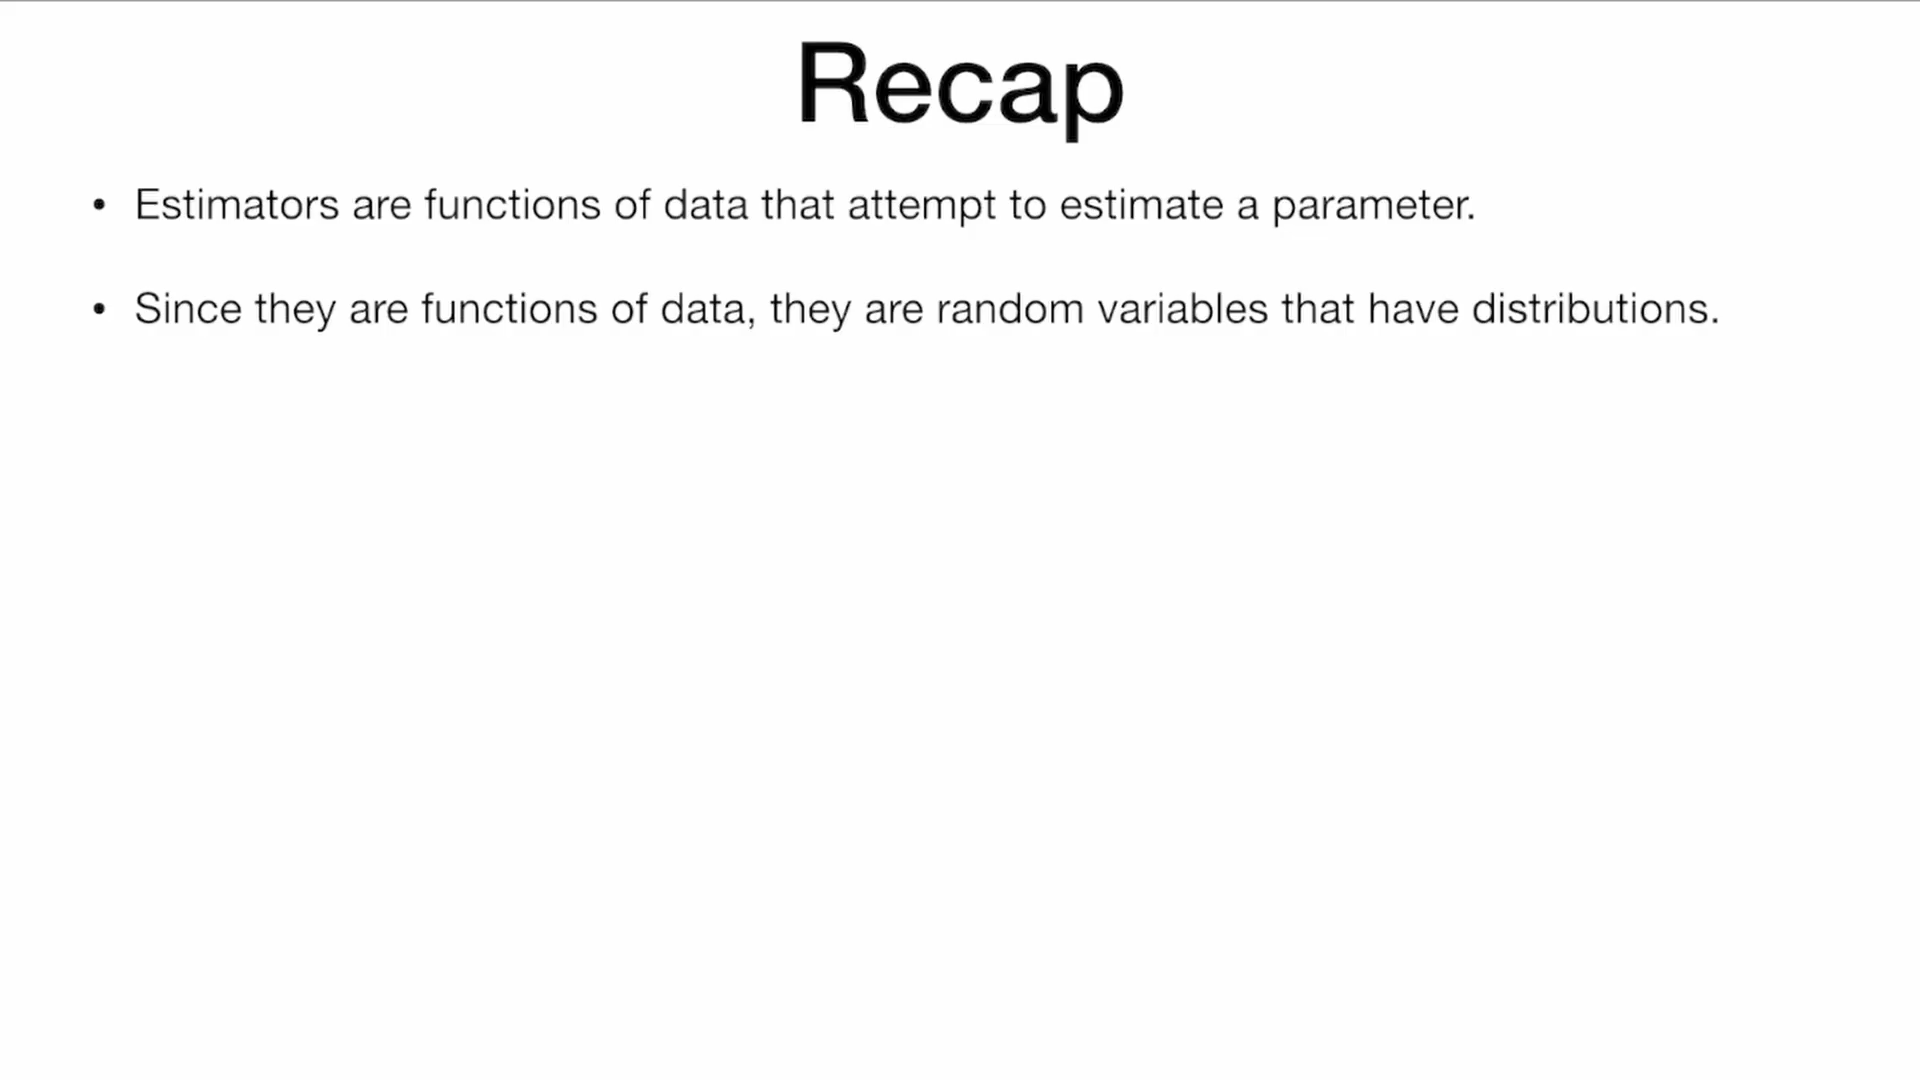 Recap
• Estimators are functions of data that attempt to estimate a parameter.
• Since they are functions of data, they are random variables that have distributions.